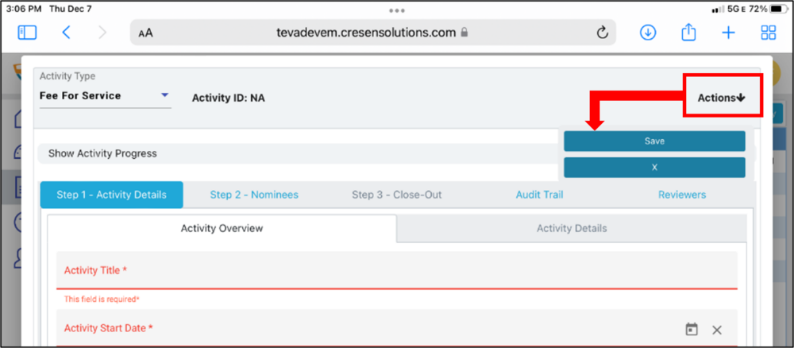 3:06 PM Thu Dec 7
5G E 72%
AA tevadevem.cresensolutions.com
Activity Type
Fee For Service Activity ID: NA Actions
Save
Show Activity Progress
X
Step 1 - Activity Details Step 2 - Nominees Step 3 - Close-Out Audit Trail Reviewers
Activity Overview Activity Details
Activity Title *
This field is required*
Activity Start Date *